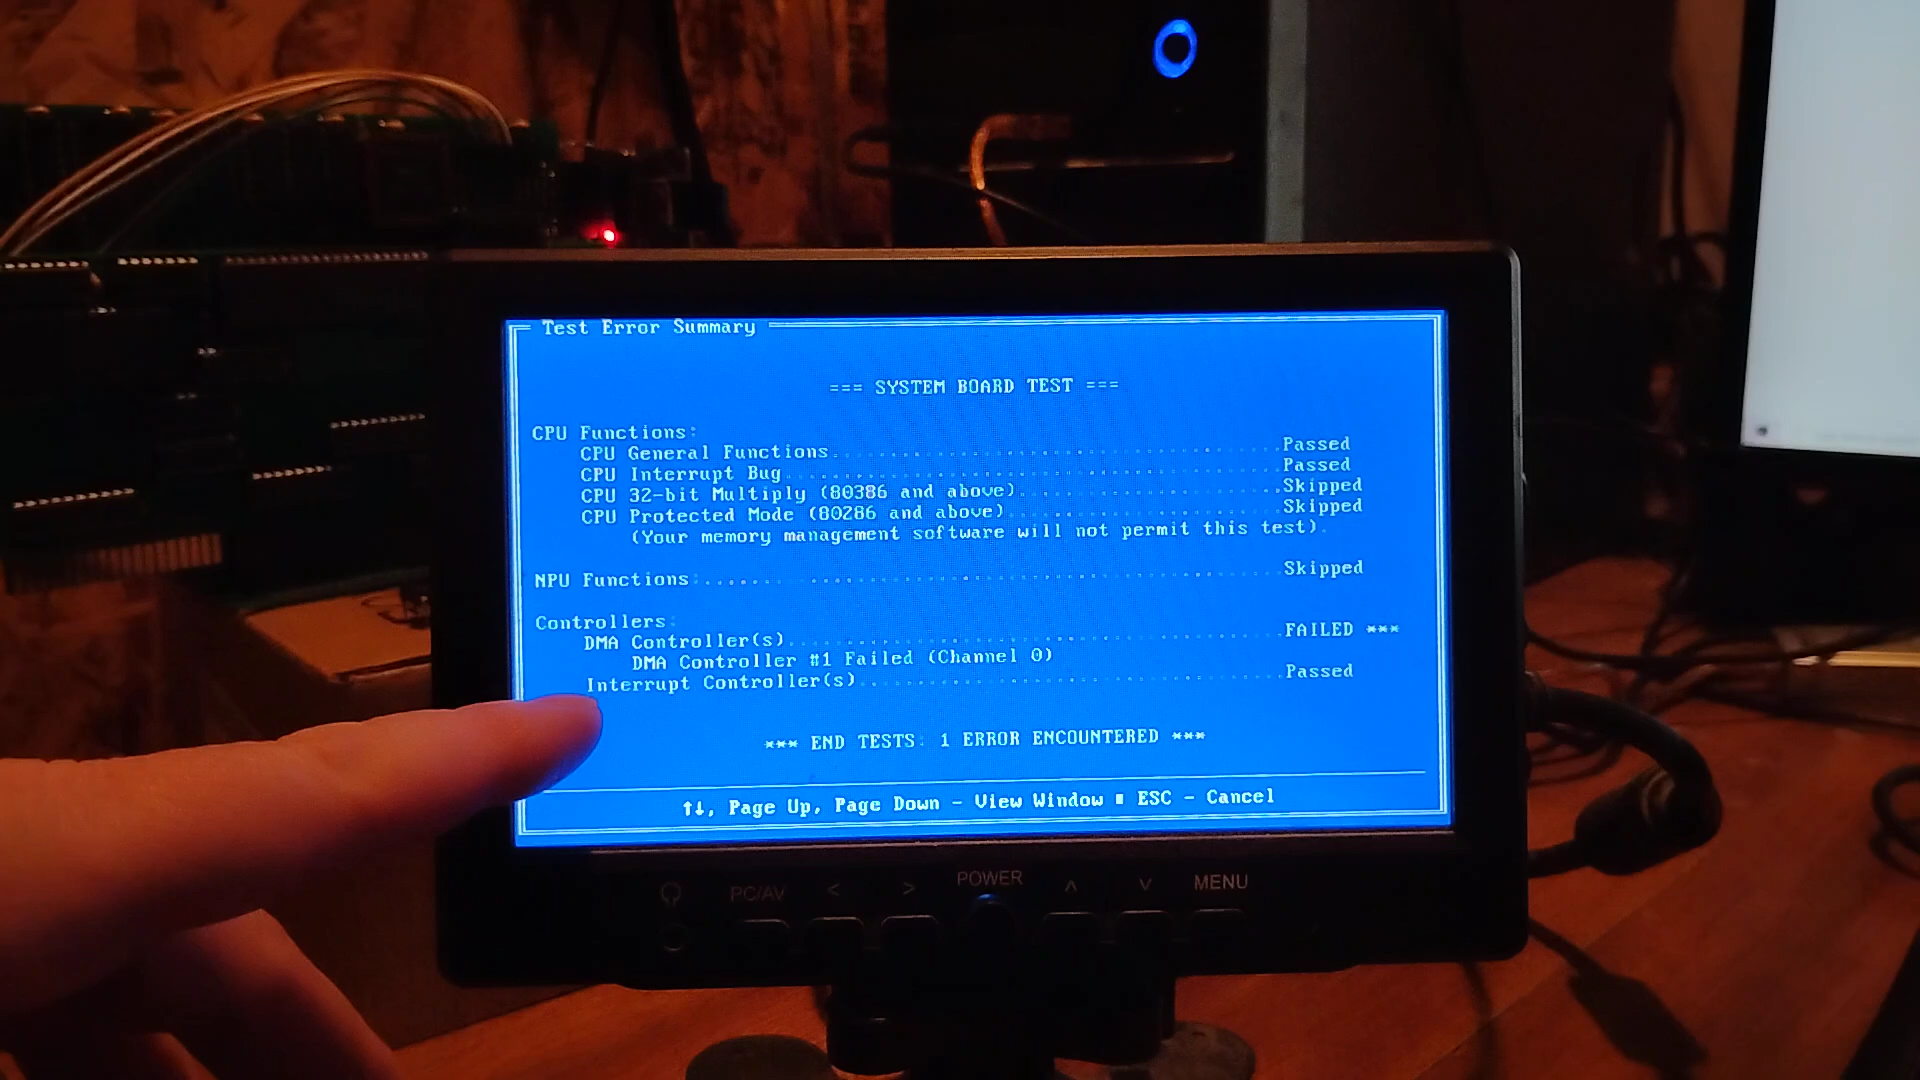 Test Error Summary
=== SYSTEM BOARD TEST ===
CPU Functions:
CPU General Functions......................................Passed
CPU Interrupt Bug..........................................Passed
CPU 32-bit Multiply (80386 and above)......................Skipped
CPU Protected Mode (80286 and above).......................Skipped
(Your memory management software will not permit this test).
NPU Functions:.................................................Skipped
Controllers:
DMA Controller(s)..........................................FAILED ***
DMA Controller #1 Failed (Channel 0)
Interrupt Controller(s)....................................Passed
*** END TESTS: 1 ERROR ENCOUNTERED ***
↑↓, Page Up, Page Down - View Window ■ ESC - Cancel
PC/AV < > POWER ∧ ∨ MENU